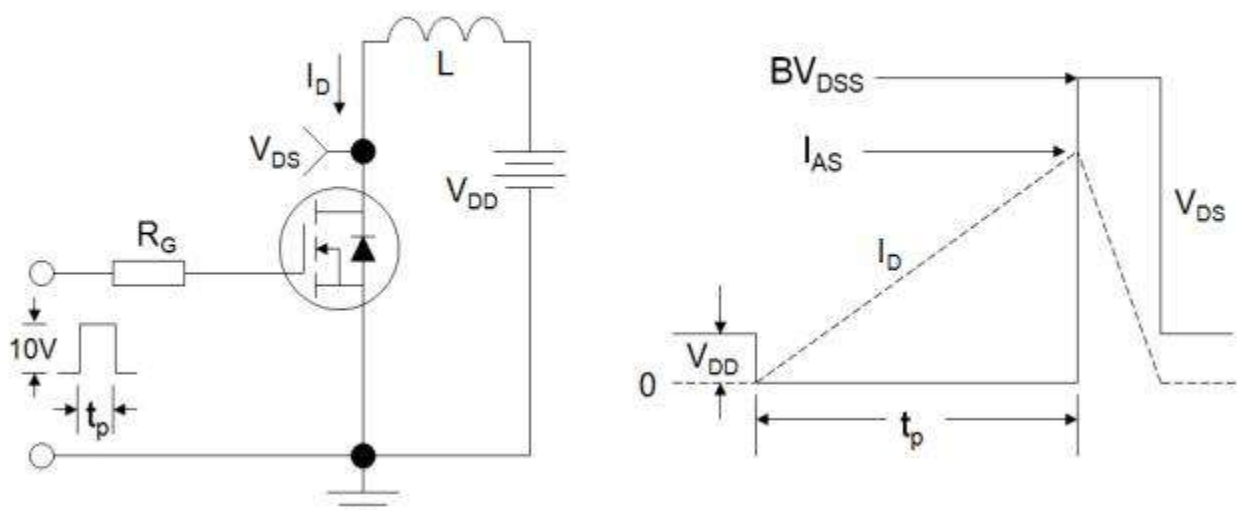 L
I_D
V_DS
V_DD
R_G
10V
t_p
BV_DSS
I_AS
V_DS
I_D
V_DD
0
t_p